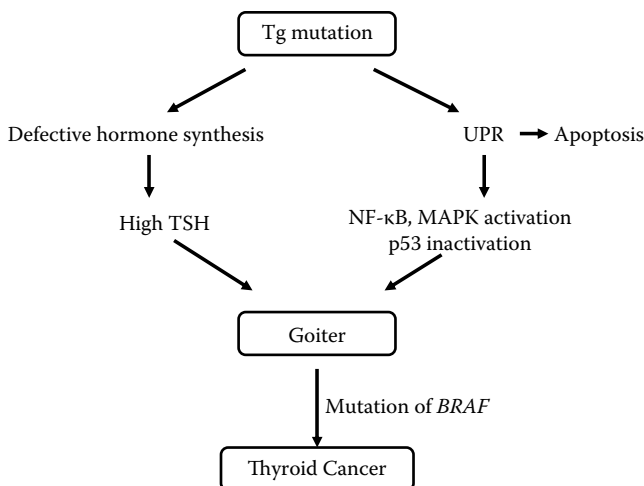 Tg mutation
Defective hormone synthesis
UPR
Apoptosis
High TSH
NF-κB, MAPK activation
p53 inactivation
Goiter
Mutation of BRAF
Thyroid Cancer